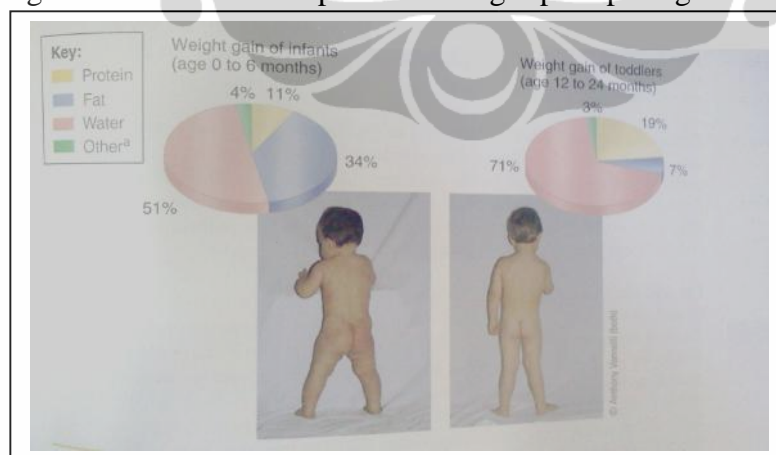 Key:
Protein
Fat
Water
Otherᵃ
Weight gain of infants
(age 0 to 6 months)
4% 11%
34%
51%
Weight gain of toddlers
(age 12 to 24 months)
3%
19%
71%
7%